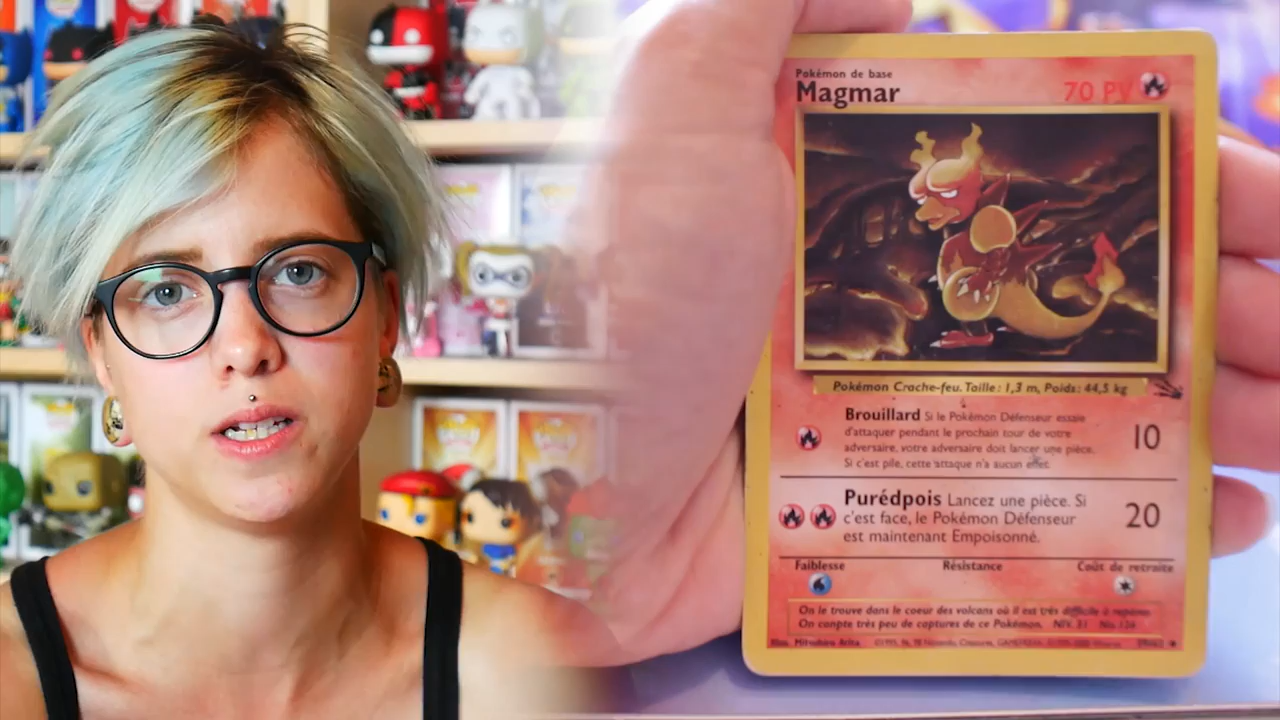 Pokémon de base
Magmar
70 PV
Pokémon Crache-feu. Taille : 1,3 m, Poids : 44,5 kg
Brouillard Si le Pokémon Défenseur essaie
d'attaquer pendant le prochain tour de votre
adversaire, votre adversaire doit lancer une pièce.
Si c'est pile, cette attaque n'a aucun effet.
10
Purédpois Lancez une pièce. Si
c'est face, le Pokémon Défenseur
est maintenant Empoisonné.
20
Faiblesse Résistance Coût de retraite
On le trouve dans le coeur des volcans où il est très difficile à repérer.
On compte très peu de captures de ce Pokémon. NIV. 31 No. 126
Illus. Mitsuhiro Arita